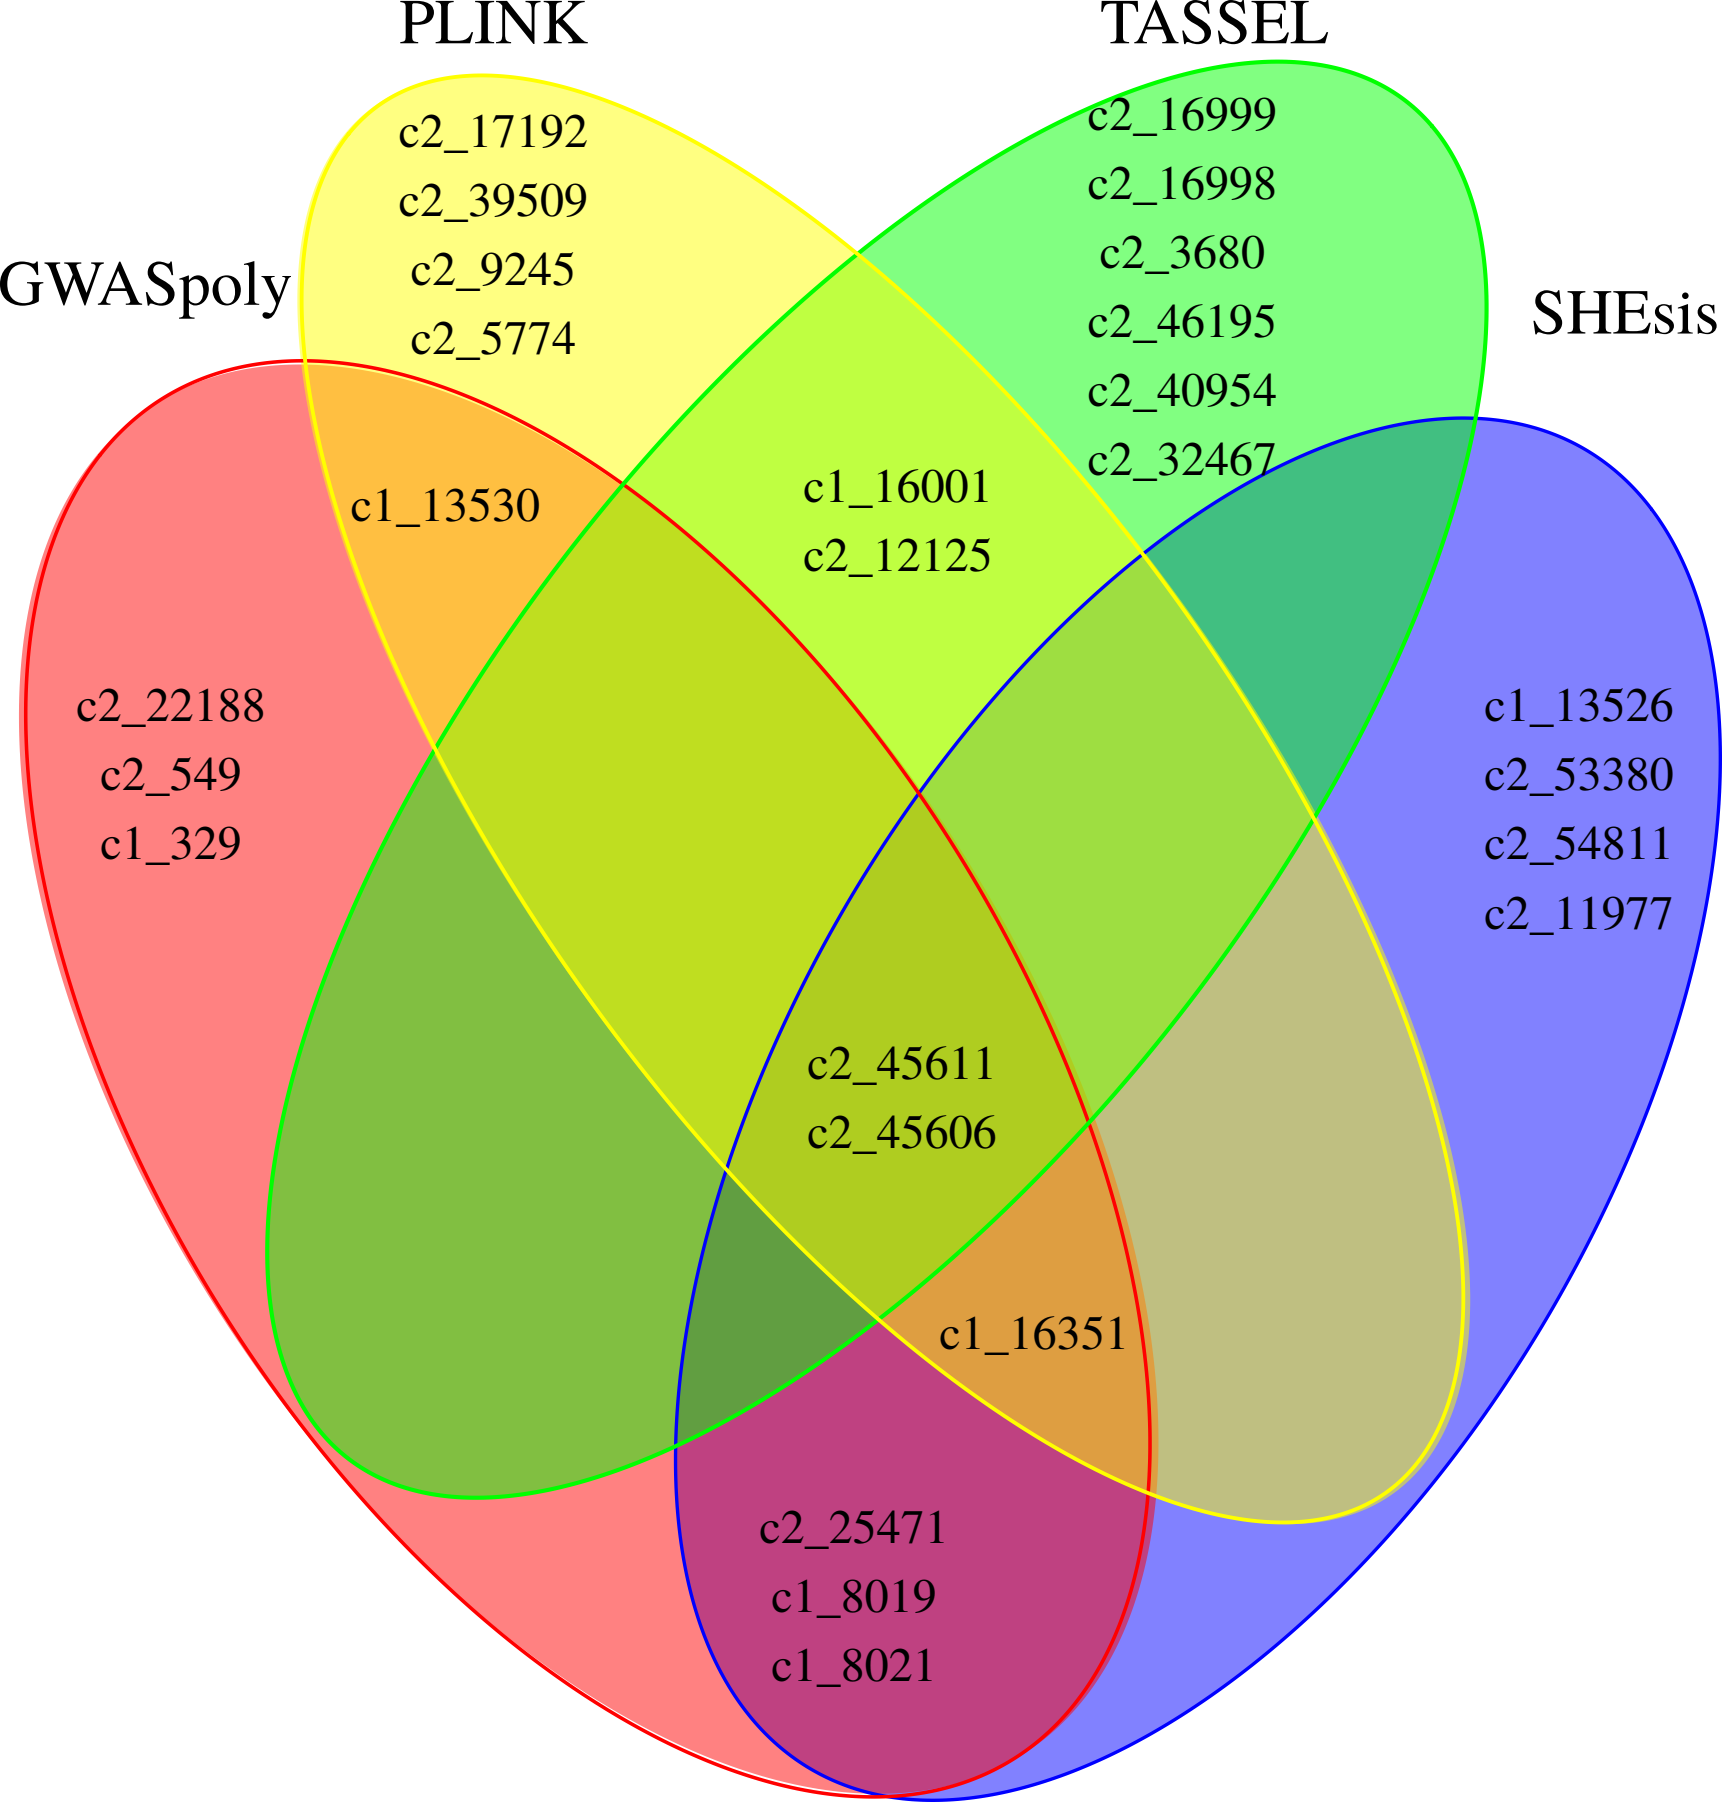 PLINK
TASSEL
GWASpoly
SHEsis
c2_17192
c2_39509
c2_9245
c2_5774
c2_16999
c2_16998
c2_3680
c2_46195
c2_40954
c2_32467
c1_13530
c1_16001
c2_12125
c2_22188
c2_549
c1_329
c1_13526
c2_53380
c2_54811
c2_11977
c2_45611
c2_45606
c1_16351
c2_25471
c1_8019
c1_8021